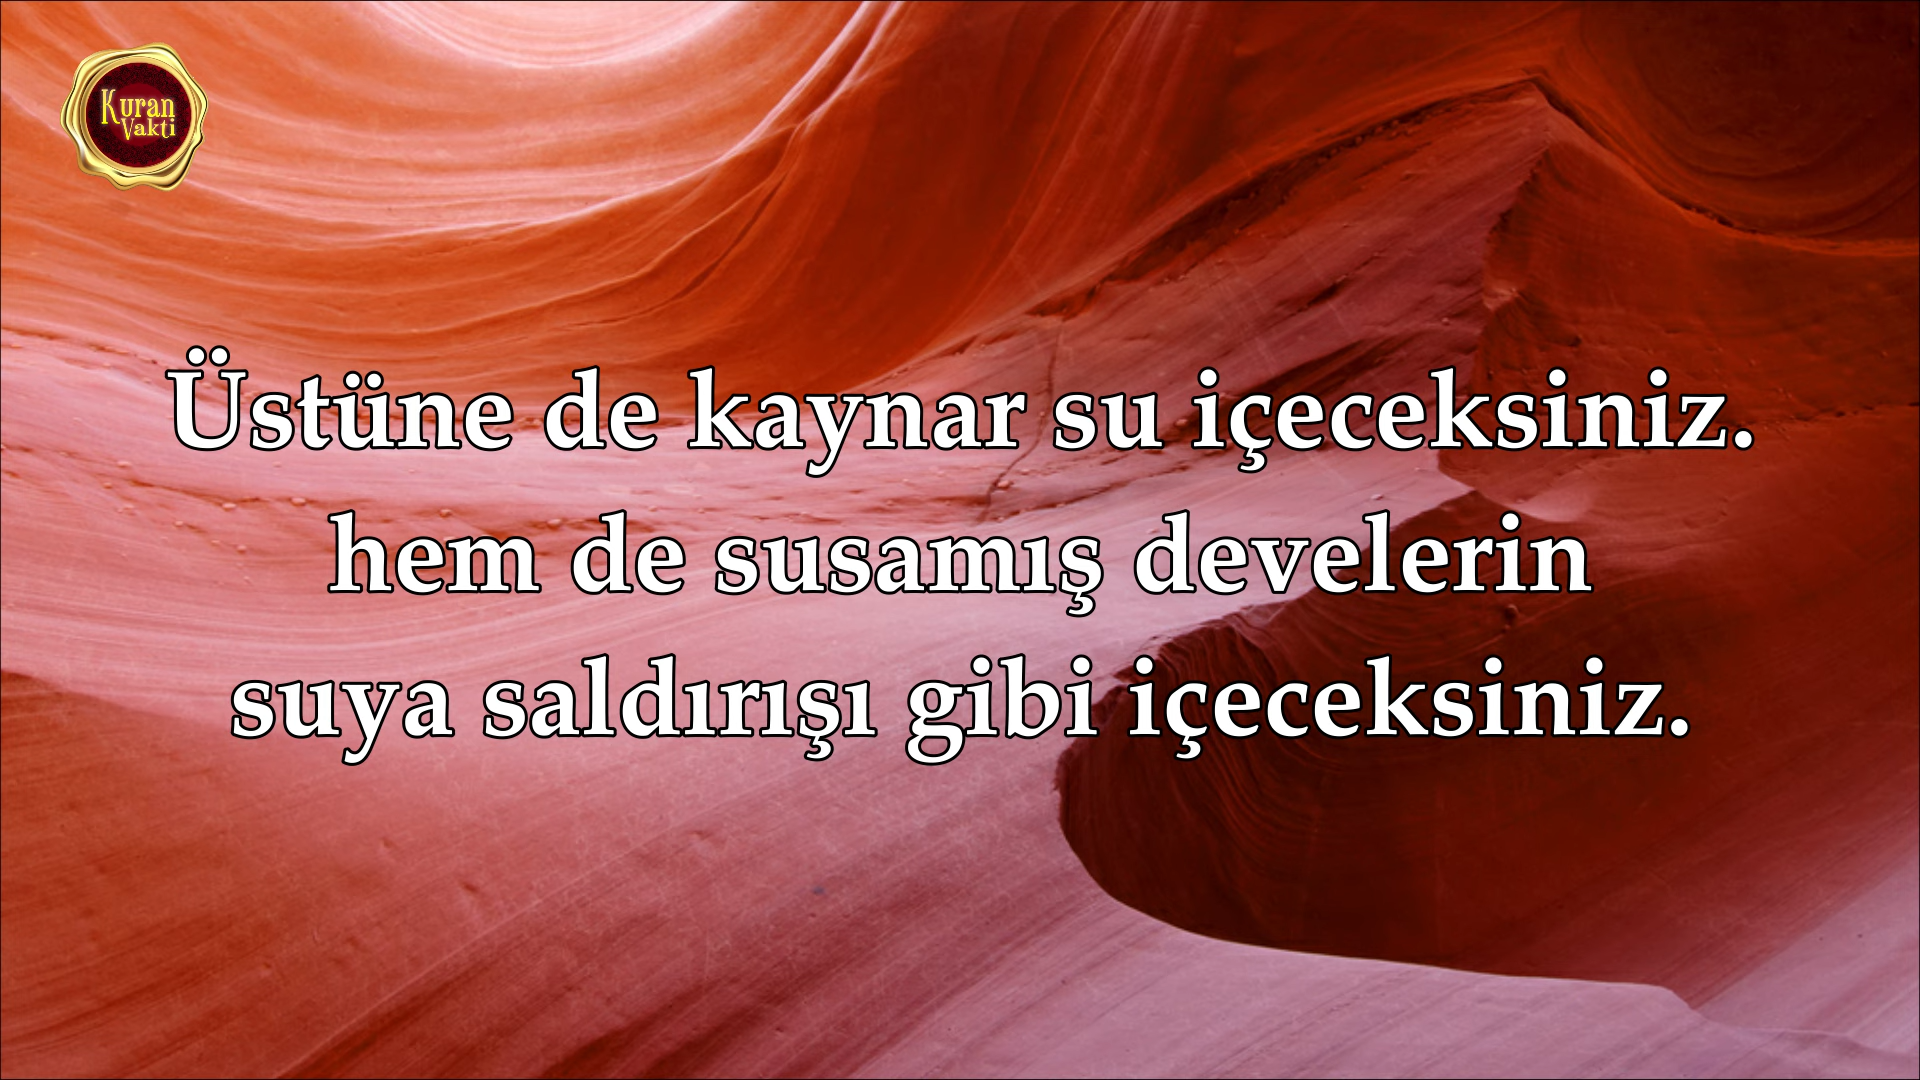 Kuran
Vakti
Üstüne de kaynar su içeceksiniz.
hem de susamış develerin
suya saldırışı gibi içeceksiniz.